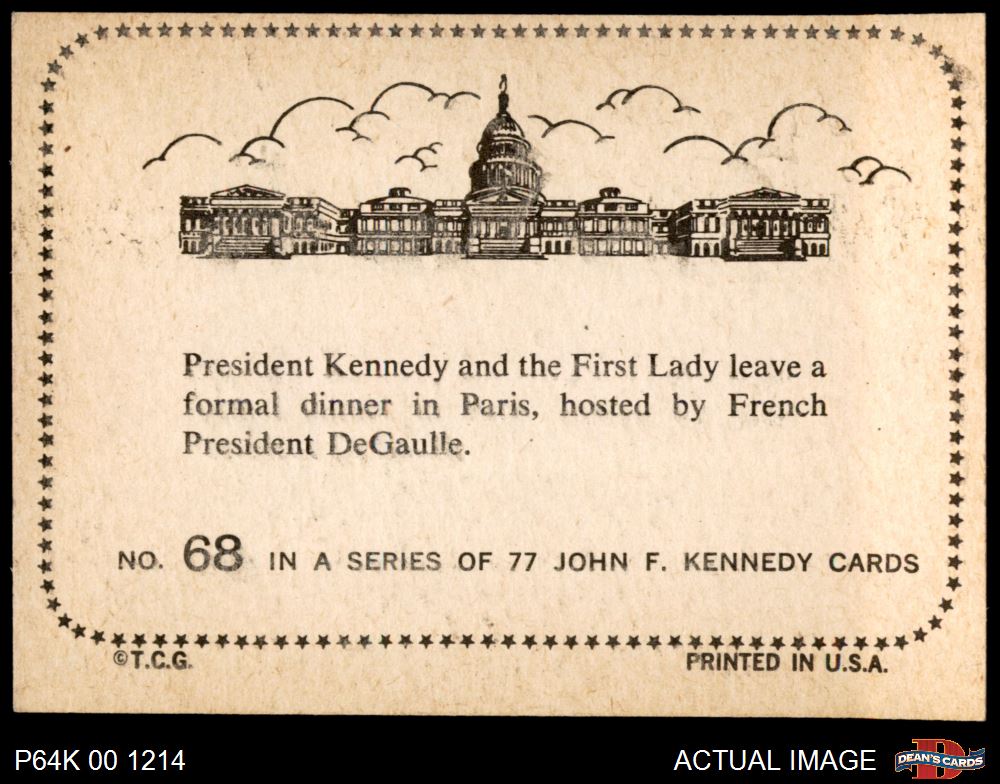 President Kennedy and the First Lady leave a
formal dinner in Paris, hosted by French
President DeGaulle.
NO. 68 IN A SERIES OF 77 JOHN F. KENNEDY CARDS
©T.C.G. PRINTED IN U.S.A.
P64K 00 1214 ACTUAL IMAGE DEAN'S CARDS